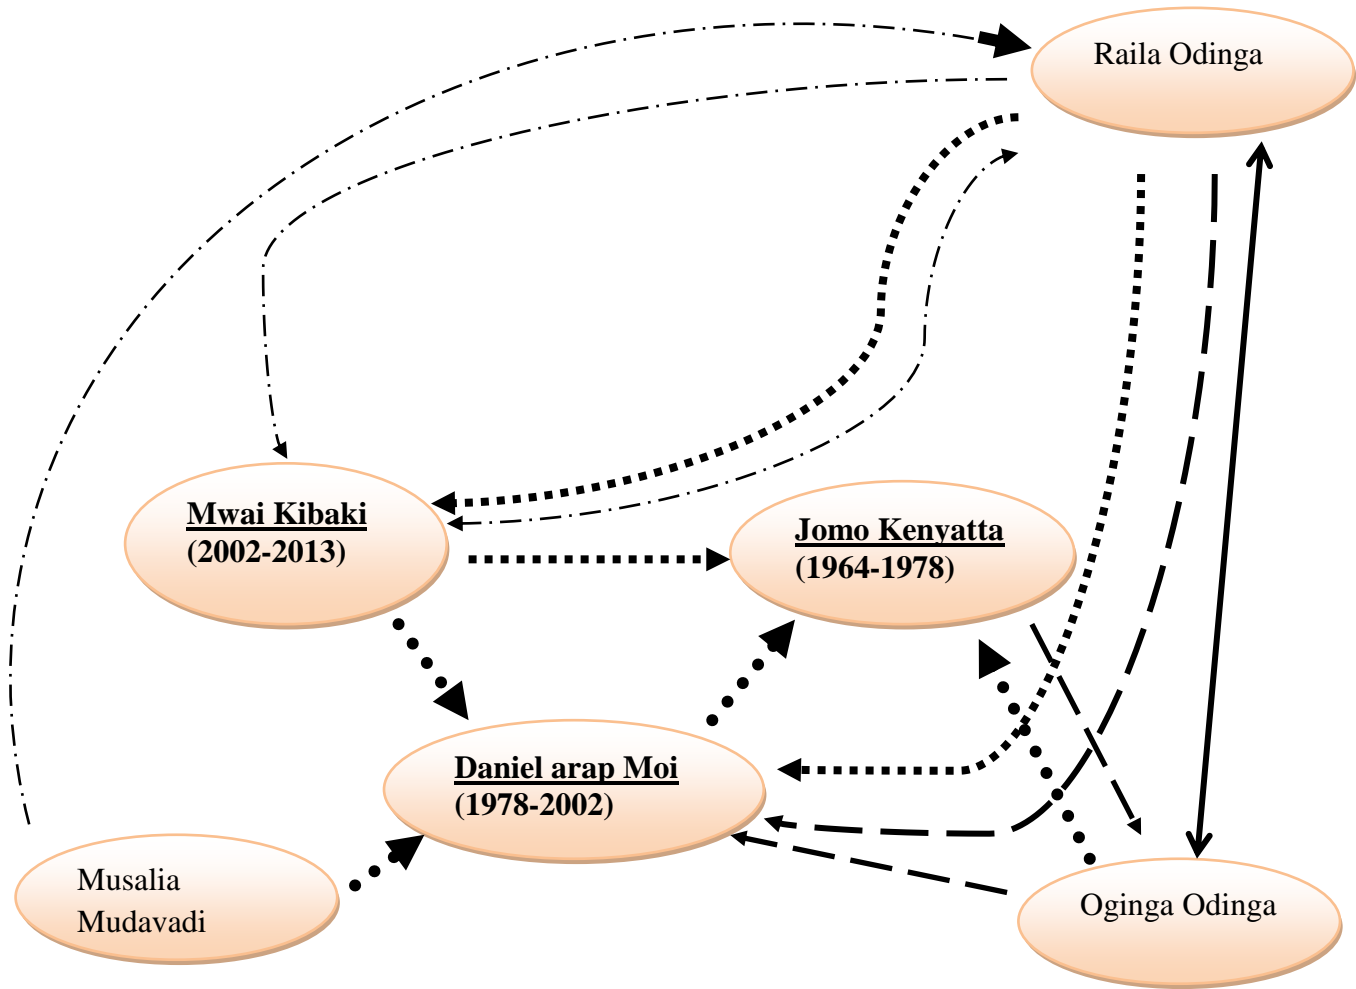 Raila Odinga
Mwai Kibaki
(2002-2013)
Jomo Kenyatta
(1964-1978)
Daniel arap Moi
(1978-2002)
Musalia
Mudavadi
Oginga Odinga